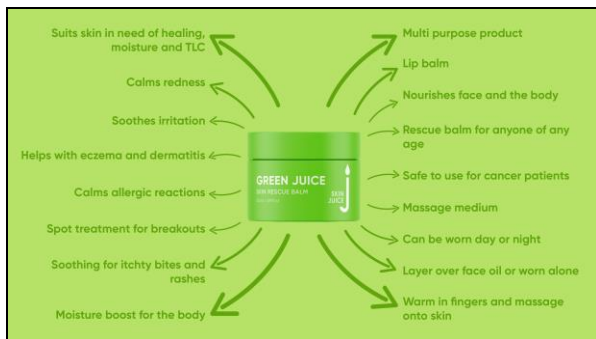 Suits skin in need of healing,
moisture and TLC
Calms redness
Soothes irritation
Helps with eczema and dermatitis
Calms allergic reactions
Spot treatment for breakouts
Soothing for itchy bites and
rashes
Moisture boost for the body
GREEN JUICE
SKIN RESCUE BALM
SKIN
JUICE
Multi purpose product
Lip balm
Nourishes face and the body
Rescue balm for anyone of any
age
Safe to use for cancer patients
Massage medium
Can be worn day or night
Layer over face oil or worn alone
Warm in fingers and massage
onto skin